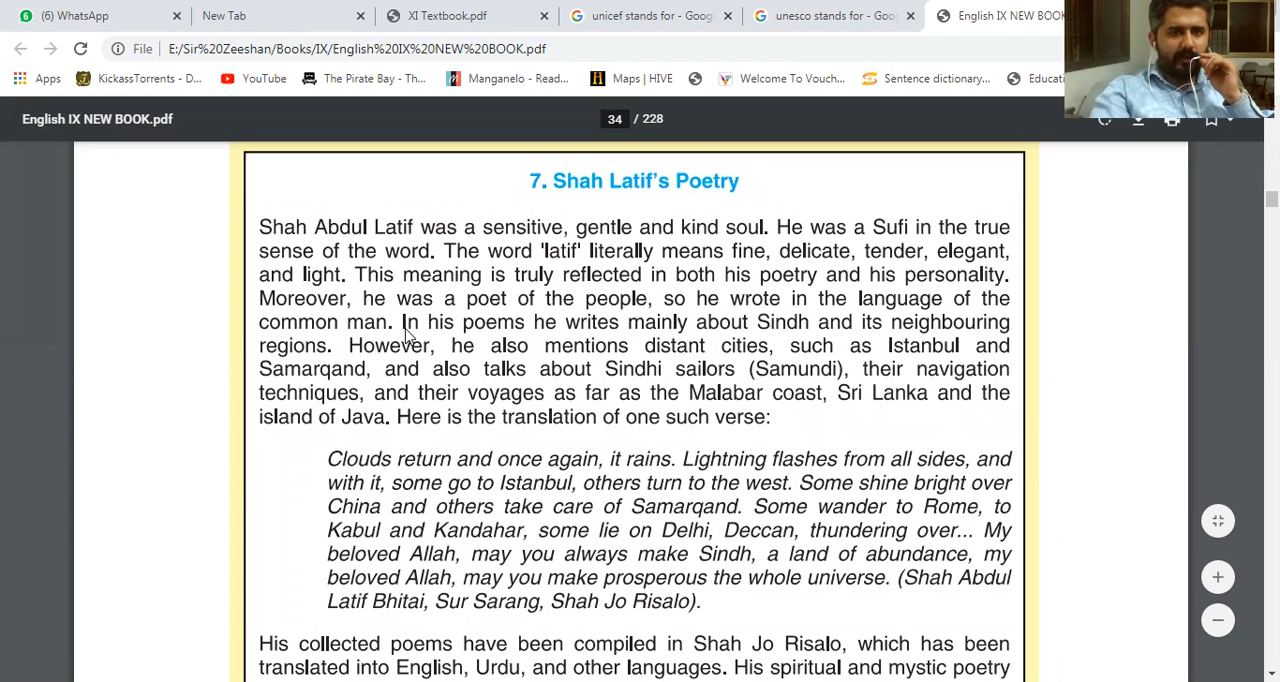 (6) WhatsApp
New Tab
XI Textbook.pdf
unicef stands for - Goog
unesco stands for - Goo
English IX NEW BOO
File
E:/Sir%20Zeeshan/Books/IX/English%20IX%20NEW%20BOOK.pdf
Apps
KickassTorrents - D...
YouTube
The Pirate Bay - Th...
Manganelo - Read...
Maps | HIVE
Welcome To Vouch...
Sentence dictionary...
Educati
English IX NEW BOOK.pdf
34 / 228
7. Shah Latif's Poetry
Shah Abdul Latif was a sensitive, gentle and kind soul. He was a Sufi in the true
sense of the word. The word 'latif' literally means fine, delicate, tender, elegant,
and light. This meaning is truly reflected in both his poetry and his personality.
Moreover, he was a poet of the people, so he wrote in the language of the
common man. In his poems he writes mainly about Sindh and its neighbouring
regions. However, he also mentions distant cities, such as Istanbul and
Samarqand, and also talks about Sindhi sailors (Samundi), their navigation
techniques, and their voyages as far as the Malabar coast, Sri Lanka and the
island of Java. Here is the translation of one such verse:
Clouds return and once again, it rains. Lightning flashes from all sides, and
with it, some go to Istanbul, others turn to the west. Some shine bright over
China and others take care of Samarqand. Some wander to Rome, to
Kabul and Kandahar, some lie on Delhi, Deccan, thundering over... My
beloved Allah, may you always make Sindh, a land of abundance, my
beloved Allah, may you make prosperous the whole universe. (Shah Abdul
Latif Bhitai, Sur Sarang, Shah Jo Risalo).
His collected poems have been compiled in Shah Jo Risalo, which has been
translated into English, Urdu, and other languages. His spiritual and mystic poetry